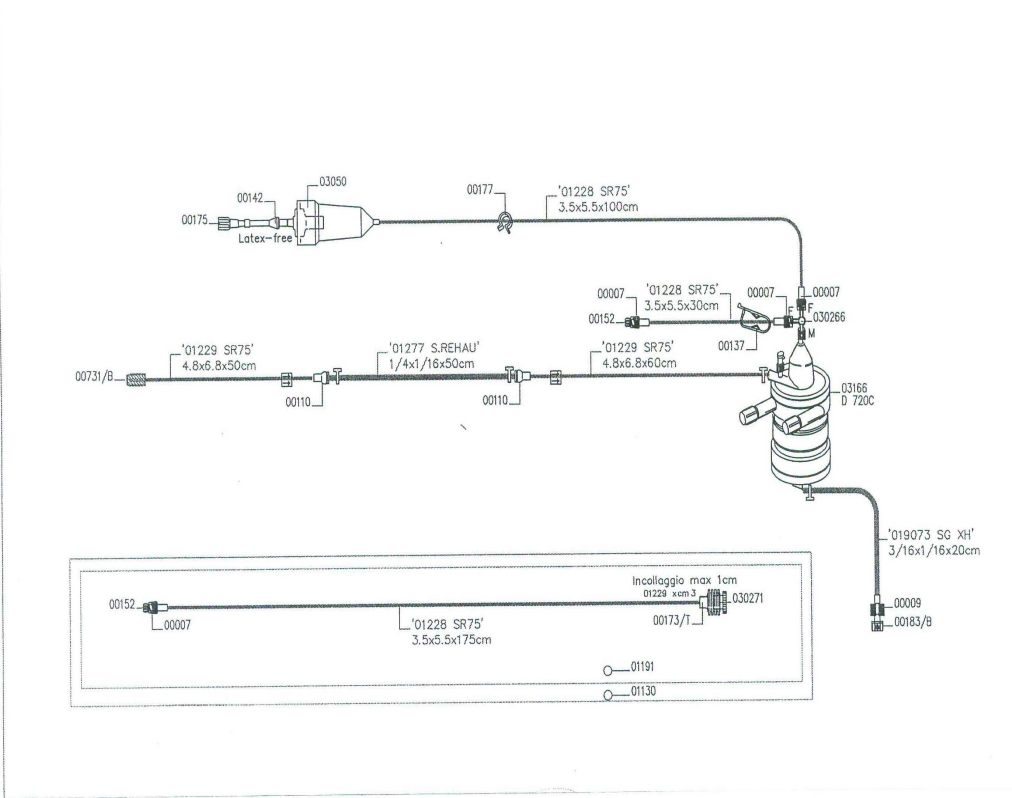 03050
00142
00175
Latex-free
00177
'01228 SR75'
3.5x5.5x100cm
00007
'01228 SR75'
3.5x5.5x30cm
00007
00007
F
F
00152
030266
M
00137
'01229 SR75'
4.8x6.8x50cm
'01277 S.REHAU'
1/4x1/16x50cm
'01229 SR75'
4.8x6.8x60cm
00731/B
00110
00110
03166
D 720C
'019073 SG XH'
3/16x1/16x20cm
00009
00183/B
Incollaggio max 1cm
01229 xcm 3
00152
030271
00007
'01228 SR75'
3.5x5.5x175cm
00173/T
01191
01130